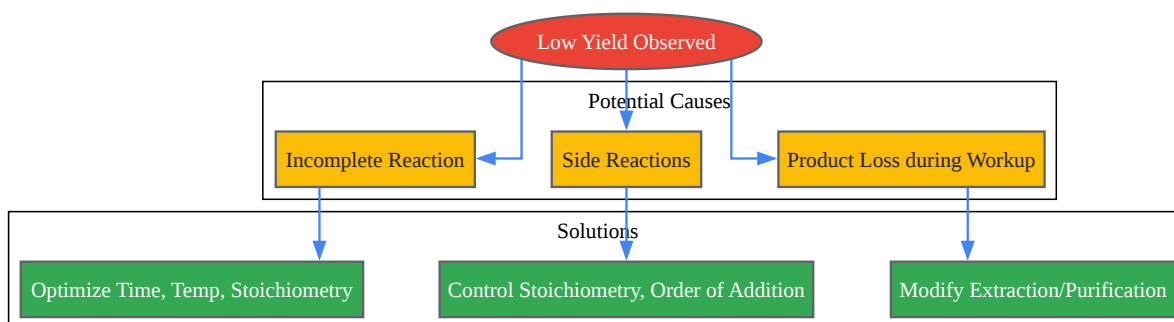 Low Yield Observed
Potential Causes
Incomplete Reaction
Side Reactions
Product Loss during Workup
Solutions
Optimize Time, Temp, Stoichiometry
Control Stoichiometry, Order of Addition
Modify Extraction/Purification